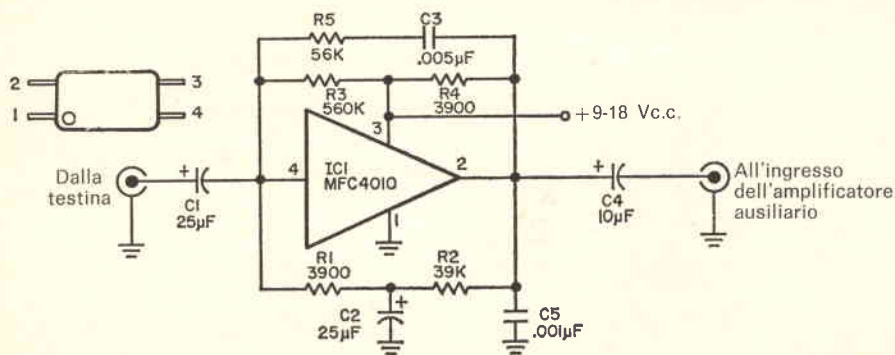 R5
56K
C3
.005µF
2
3
1
4
R3
560K
R4
3900
3
+9-18 Vc.c.
Dalla
testina
+
C1
25µF
4
IC1
MFC4010
2
1
+
C4
10µF
All'ingresso
dell'amplificatore
ausiliario
R1
3900
R2
39K
C2
25µF
+
C5
.001µF